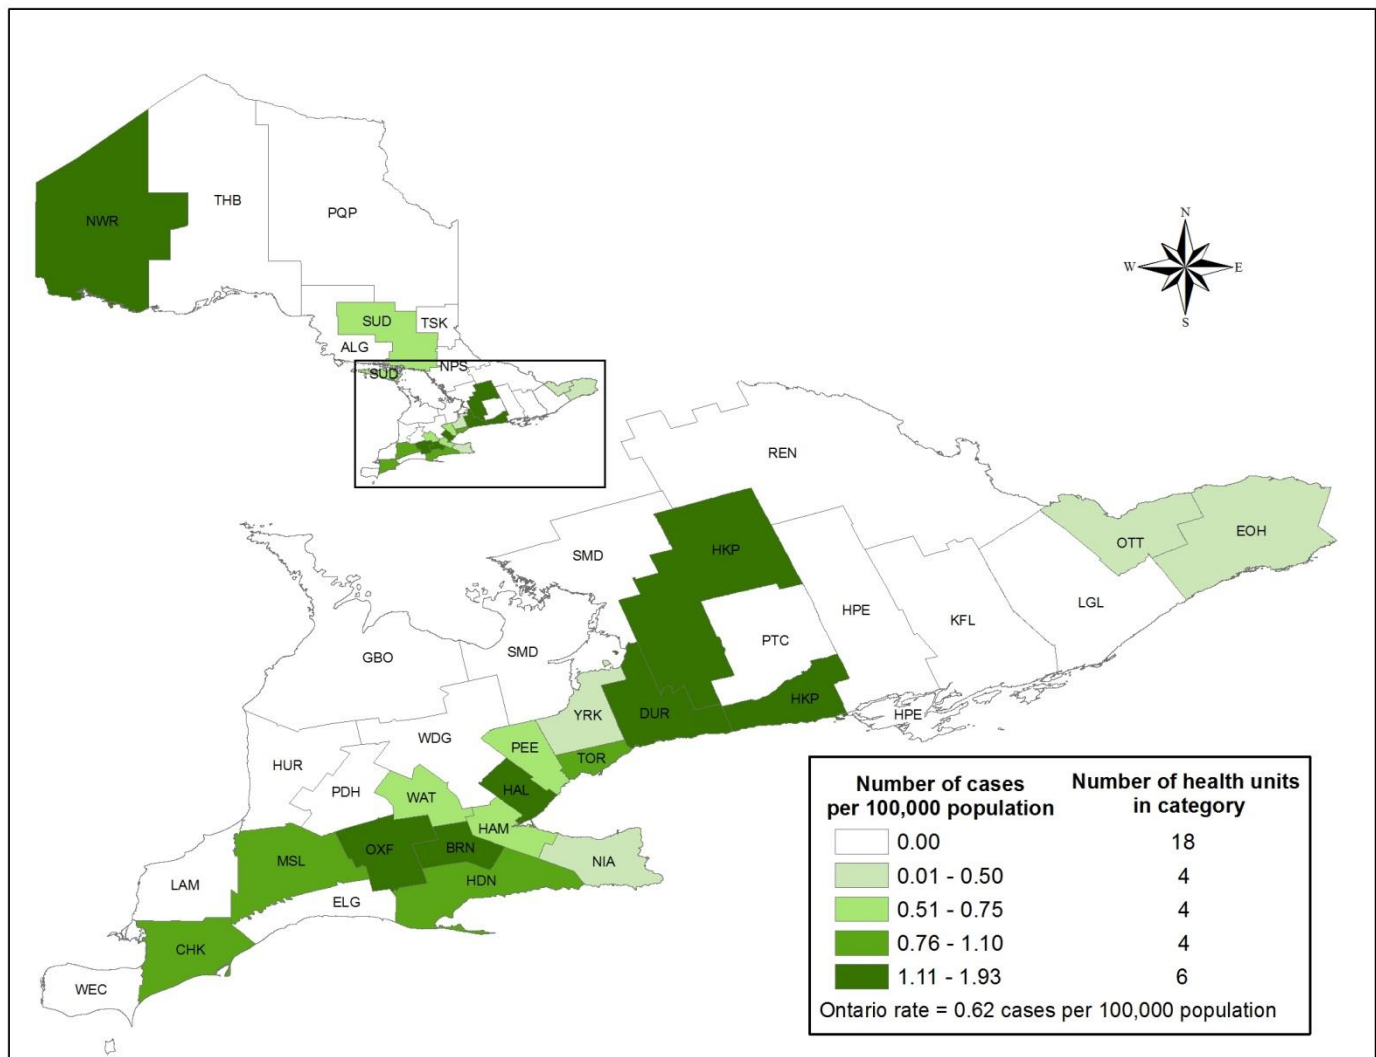 THB
PQP
NWR
N
W
E
S
SUD
TSK
ALG
NPS
SUD
REN
HKP
SMD
OTT
EOH
HPE
KFL
LGL
PTC
GBO
SMD
HKP
HPE
YRK
DUR
WDG
PEE
TOR
HUR
PDH
WAT
HAL
HAM
MSL
OXF
BRN
NIA
LAM
HDN
ELG
CHK
WEC
Number of cases per 100,000 population
Number of health units in category
0.00 18
0.01 - 0.50 4
0.51 - 0.75 4
0.76 - 1.10 4
1.11 - 1.93 6
Ontario rate = 0.62 cases per 100,000 population